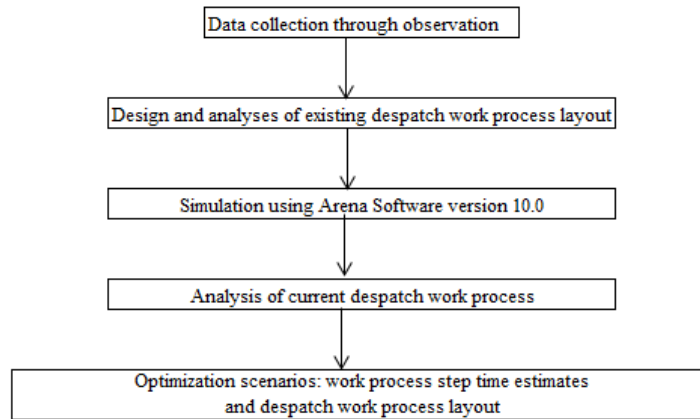 Data collection through observation
Design and analyses of existing despatch work process layout
Simulation using Arena Software version 10.0
Analysis of current despatch work process
Optimization scenarios: work process step time estimates
and despatch work process layout